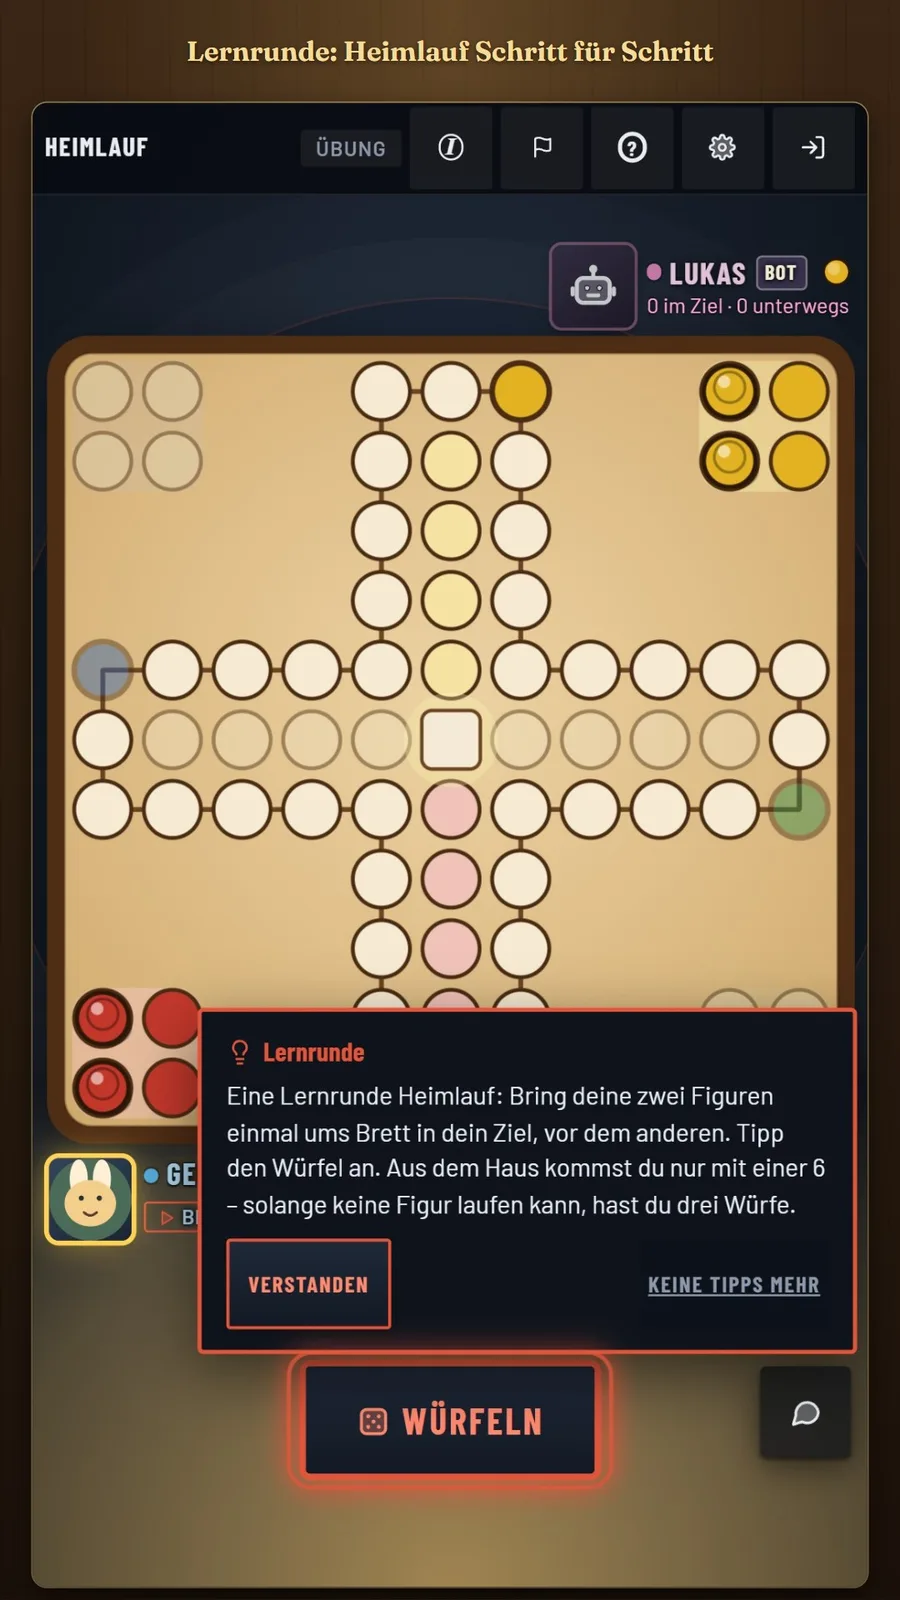 Lernrunde: Heimlauf Schritt für Schritt
HEIMLAUF
ÜBUNG
LUKAS BOT
0 im Ziel · 0 unterwegs
Lernrunde
Eine Lernrunde Heimlauf: Bring deine zwei Figuren
einmal ums Brett in dein Ziel, vor dem anderen. Tipp
den Würfel an. Aus dem Haus kommst du nur mit einer 6
– solange keine Figur laufen kann, hast du drei Würfe.
VERSTANDEN
KEINE TIPPS MEHR
WÜRFELN